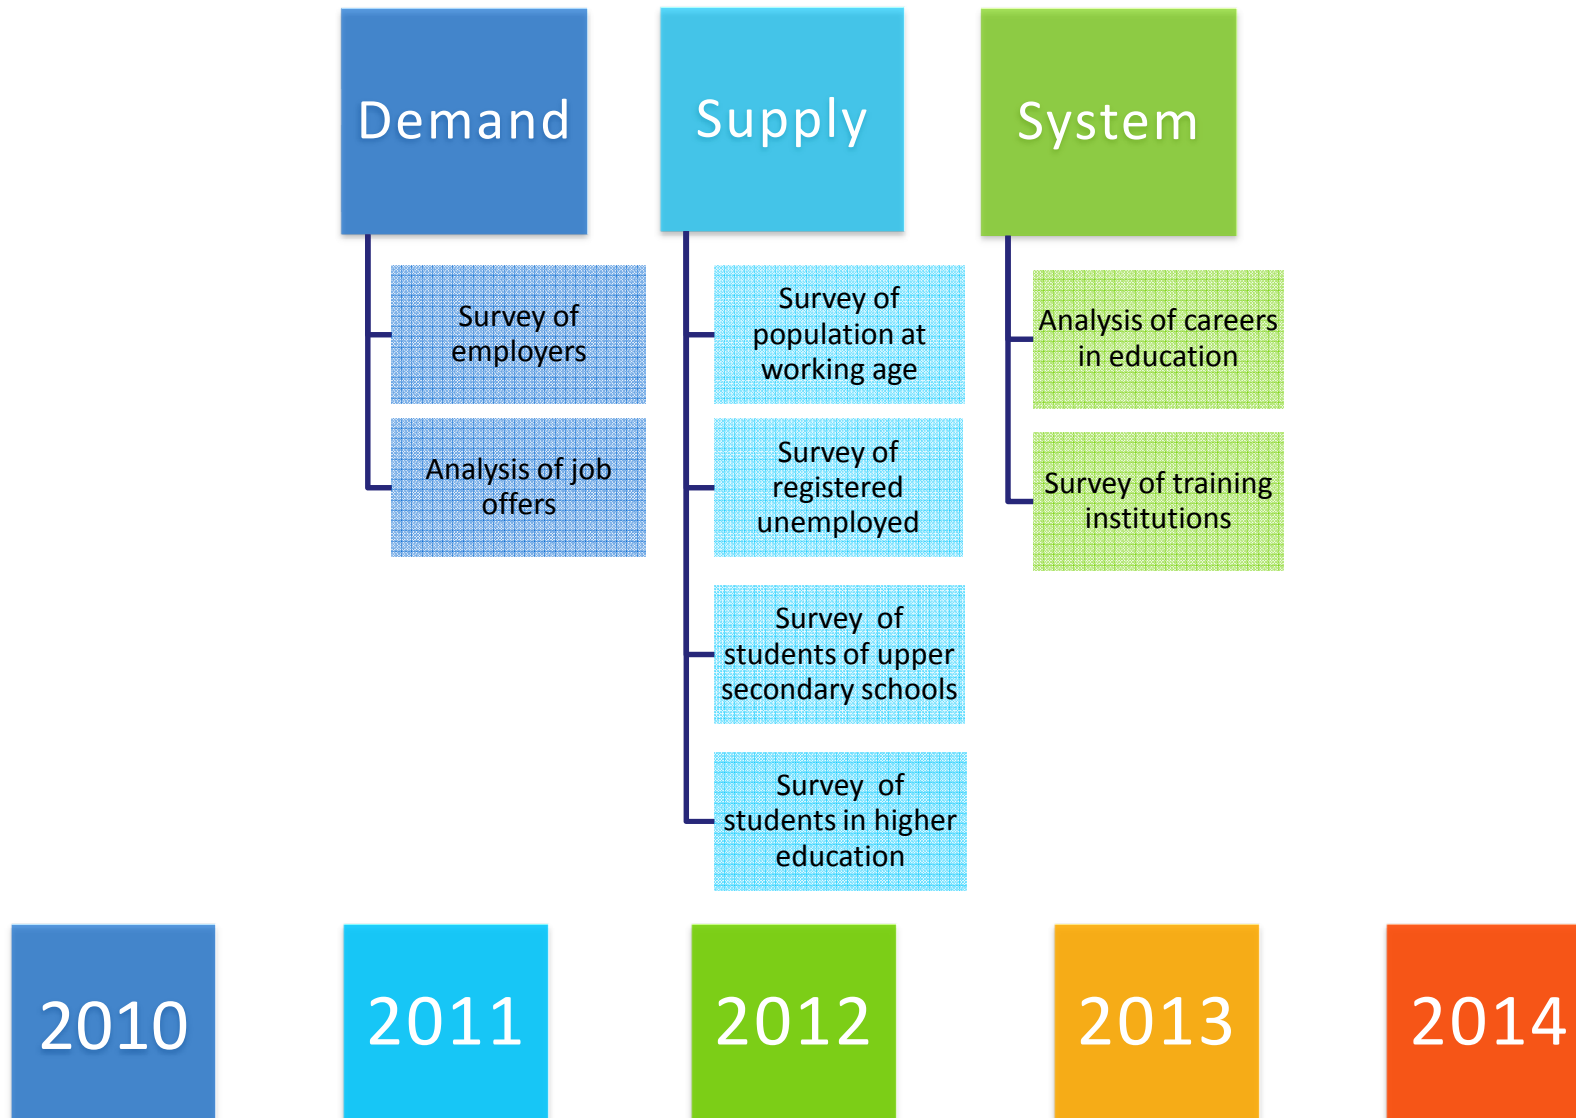 Demand
Survey of
employers
Analysis of job
offers
Supply
Survey of
population at
working age
Survey of
registered
unemployed
Survey of
students of upper
secondary schools
Survey of
students in higher
education
System
Analysis of careers
in education
Survey of training
institutions
2010
2011
2012
2013
2014